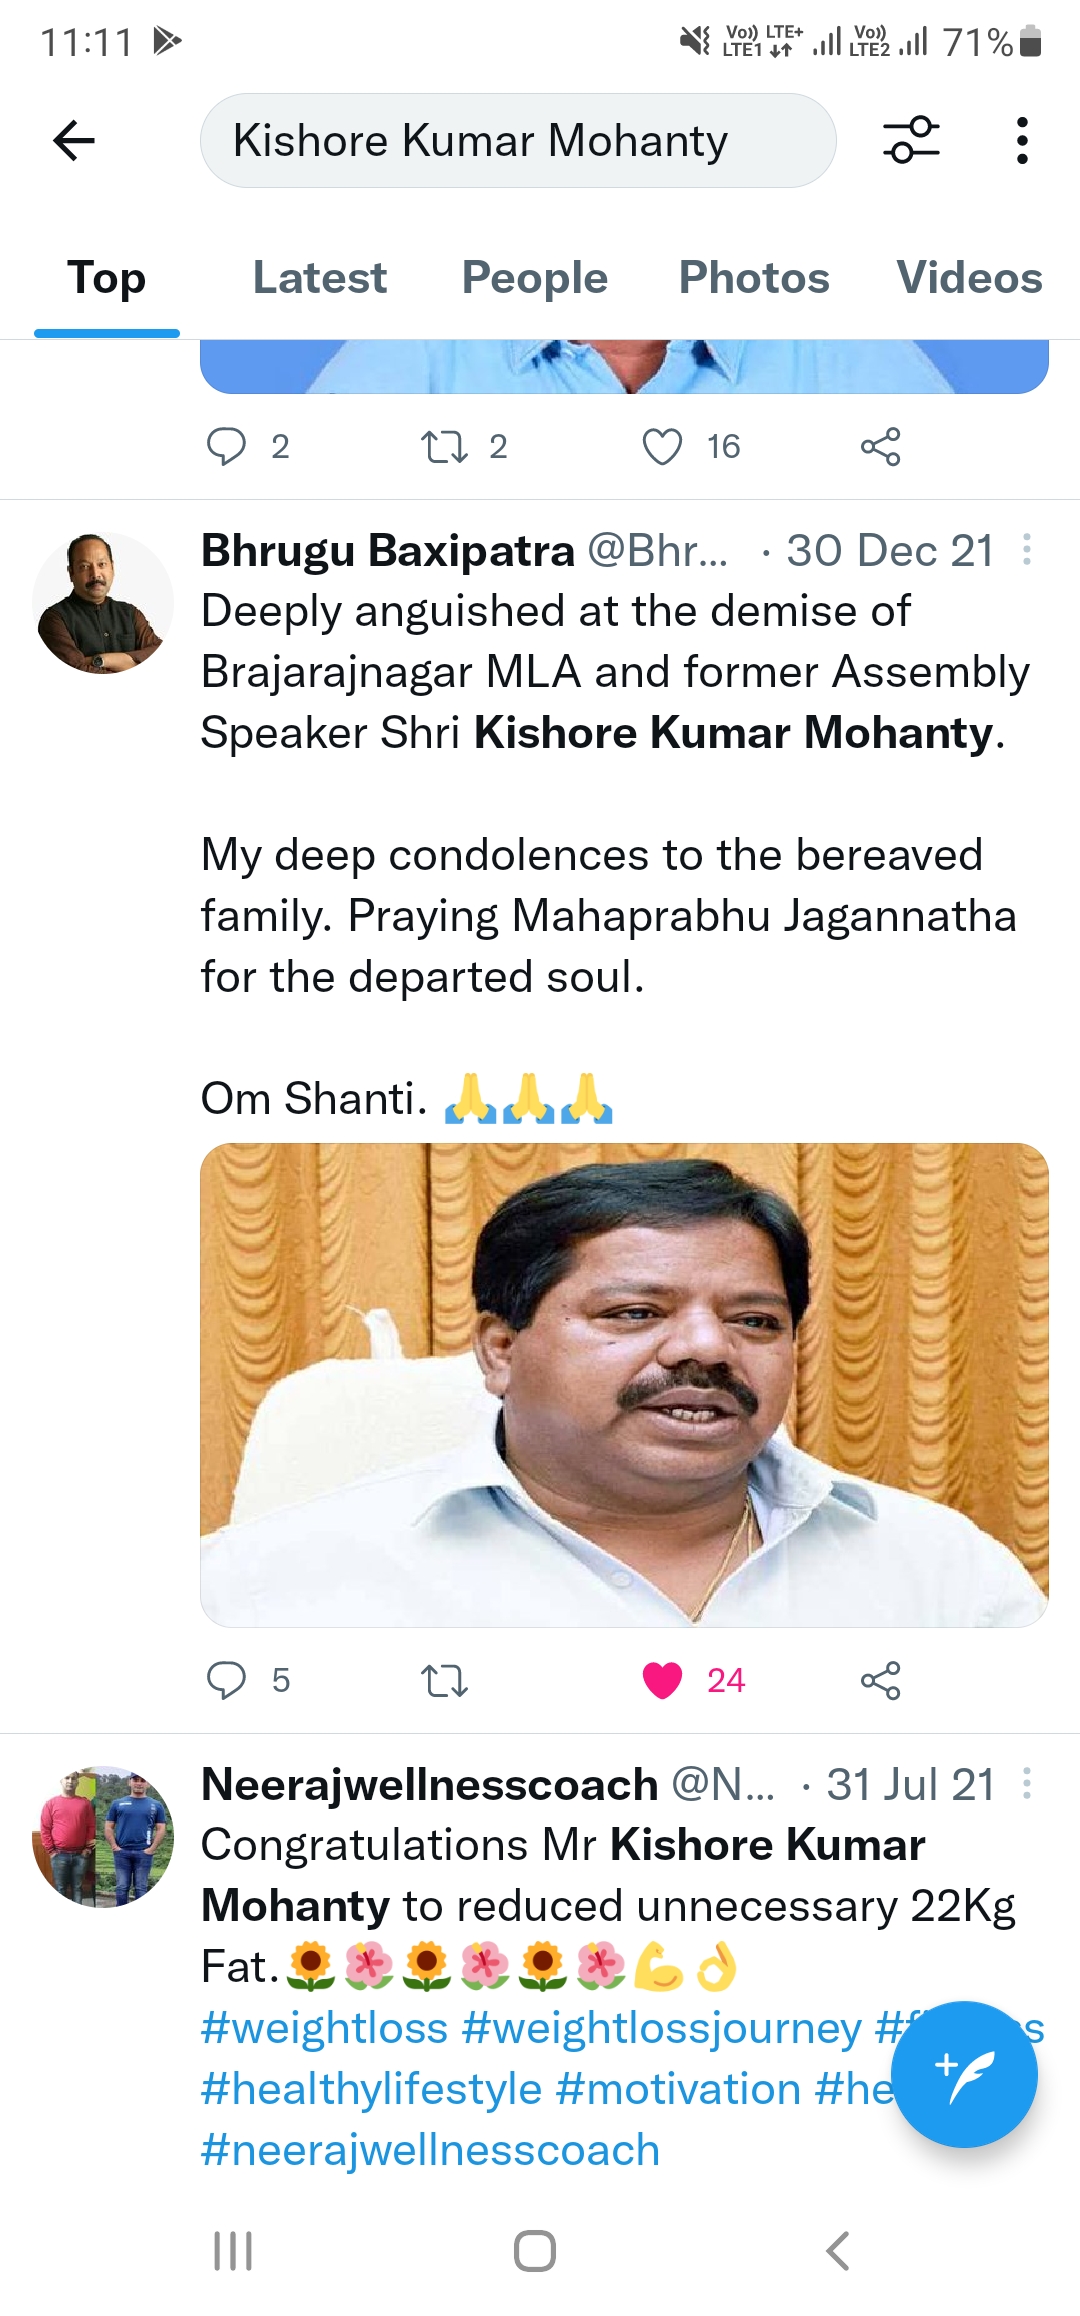 11:11
Vo)) LTE+ Vo)) 71%
LTE1 LTE2
Kishore Kumar Mohanty
Top Latest People Photos Videos
2 2 16
Bhrugu Baxipatra @Bhr... · 30 Dec 21
Deeply anguished at the demise of
Brajarajnagar MLA and former Assembly
Speaker Shri Kishore Kumar Mohanty.
My deep condolences to the bereaved
family. Praying Mahaprabhu Jagannatha
for the departed soul.
Om Shanti. 🙏🙏🙏
5 24
Neerajwellnesscoach @N... · 31 Jul 21
Congratulations Mr Kishore Kumar
Mohanty to reduced unnecessary 22Kg
Fat.🌻🌺🌻🌺🌻🌺💪👌
#weightloss #weightlossjourney
#healthylifestyle #motivation #he
#neerajwellnesscoach